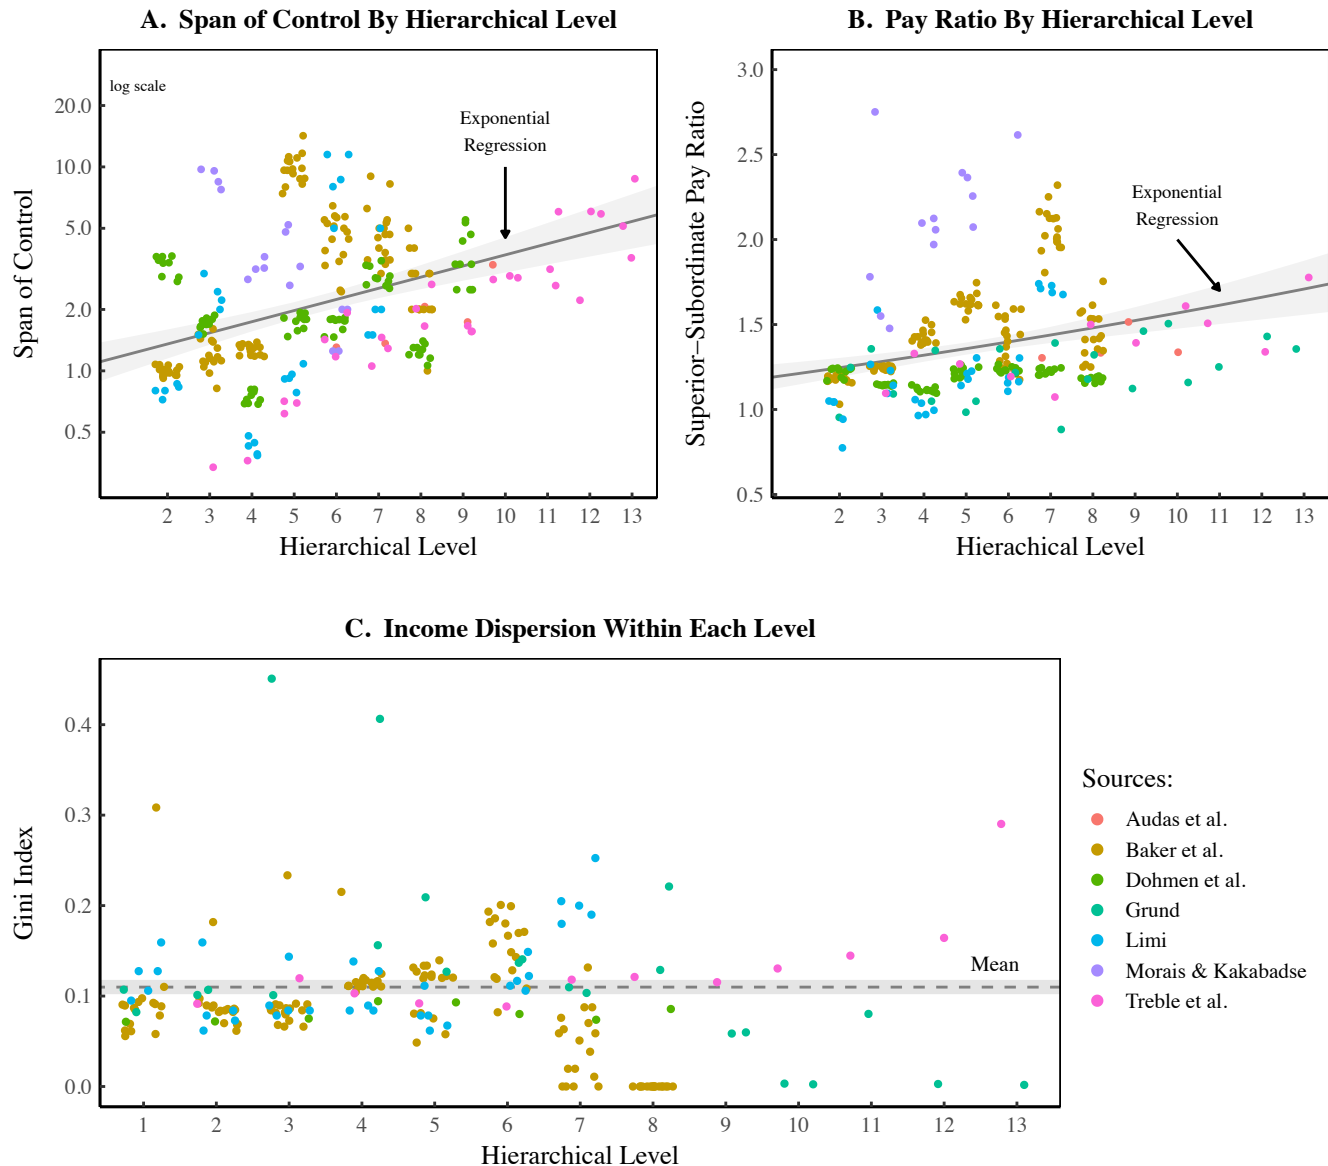 A. Span of Control By Hierarchical Level
log scale
20.0
10.0
5.0
2.0
1.0
0.5
Span of Control
Exponential
Regression
2 3 4 5 6 7 8 9 10 11 12 13
Hierarchical Level
B. Pay Ratio By Hierarchical Level
3.0
2.5
2.0
1.5
1.0
0.5
Superior–Subordinate Pay Ratio
Exponential
Regression
2 3 4 5 6 7 8 9 10 11 12 13
Hierachical Level
C. Income Dispersion Within Each Level
0.4
0.3
0.2
0.1
0.0
Gini Index
Mean
1 2 3 4 5 6 7 8 9 10 11 12 13
Hierarchical Level
Sources:
Audas et al.
Baker et al.
Dohmen et al.
Grund
Limi
Morais & Kakabadse
Treble et al.